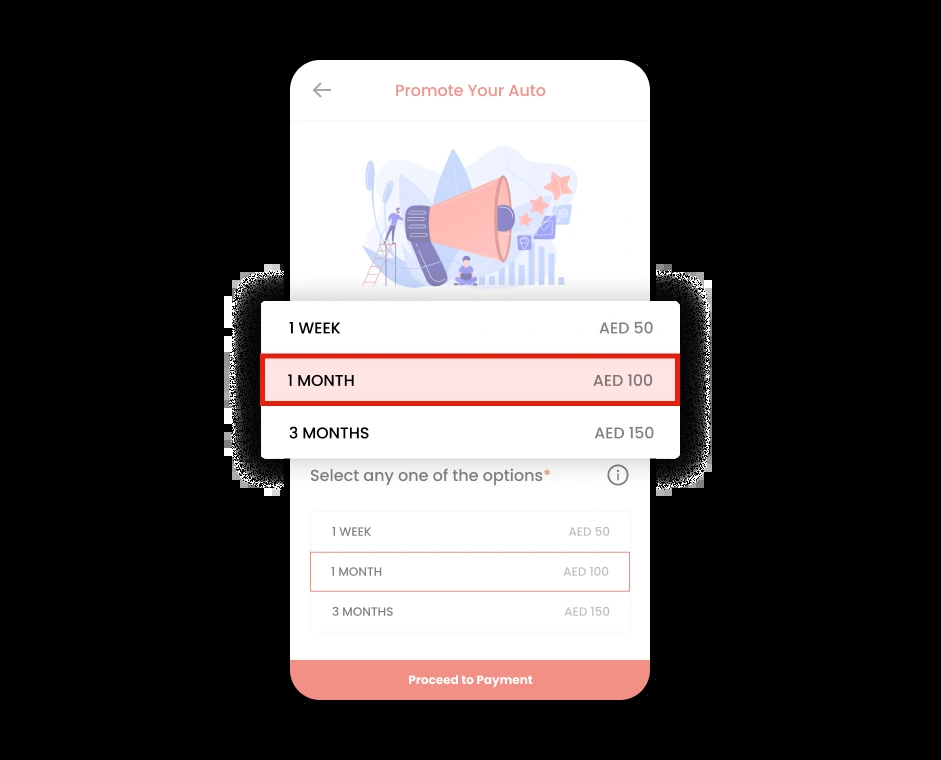 Promote Your Auto
1 WEEK AED 50
1 MONTH AED 100
3 MONTHS AED 150
Select any one of the options*
1 WEEK AED 50
1 MONTH AED 100
3 MONTHS AED 150
Proceed to Payment